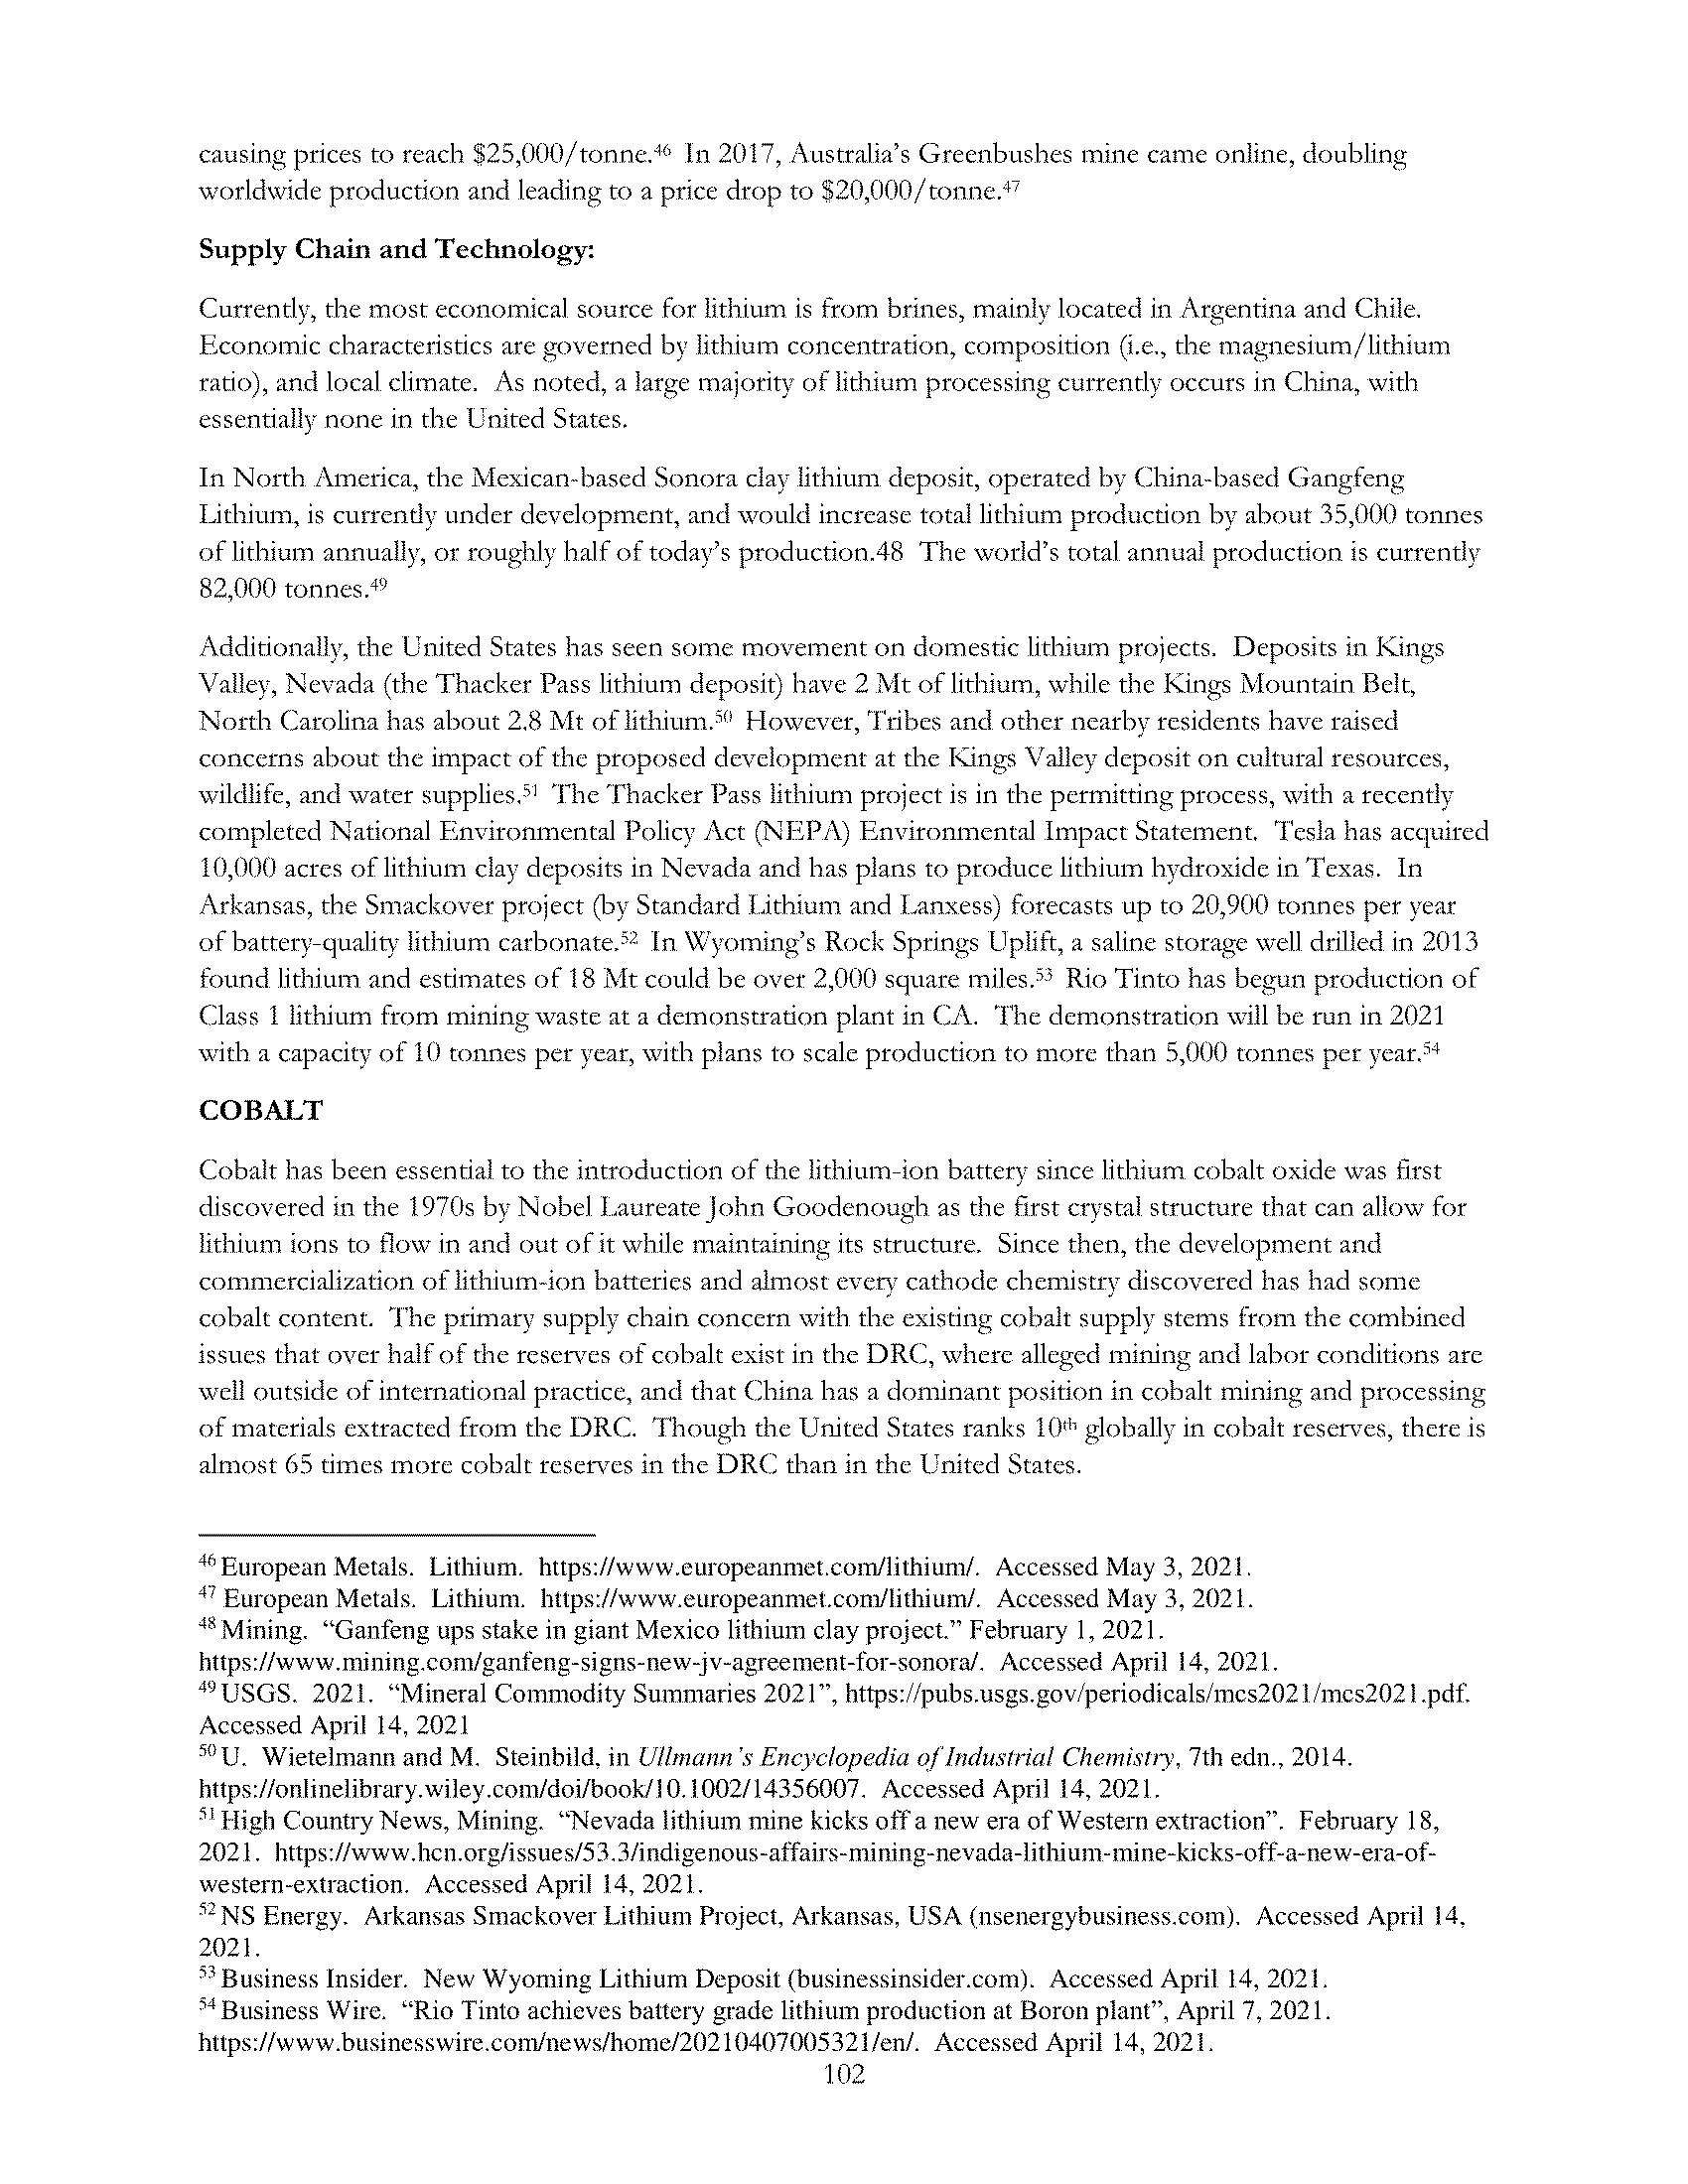 causing prices to reach $25,000/tonne.46 In 2017, Australia’s Greenbushes mine came online, doubling
worldwide production and leading to a price drop to $20,000/tonne.47
Supply Chain and Technology:
Currently, the most economical source for lithium is from brines, mainly located in Argentina and Chile.
Economic characteristics are governed by lithium concentration, composition (i.e., the magnesium/lithium
ratio), and local climate. As noted, a large majority of lithium processing currently occurs in China, with
essentially none in the United States.
In North America, the Mexican-based Sonora clay lithium deposit, operated by China-based Gangfeng
Lithium, is currently under development, and would increase total lithium production by about 35,000 tonnes
of lithium annually, or roughly half of today’s production.48 The world’s total annual production is currently
82,000 tonnes.49
Additionally, the United States has seen some movement on domestic lithium projects. Deposits in Kings
Valley, Nevada (the Thacker Pass lithium deposit) have 2 Mt of lithium, while the Kings Mountain Belt,
North Carolina has about 2.8 Mt of lithium.50 However, Tribes and other nearby residents have raised
concerns about the impact of the proposed development at the Kings Valley deposit on cultural resources,
wildlife, and water supplies.51 The Thacker Pass lithium project is in the permitting process, with a recently
completed National Environmental Policy Act (NEPA) Environmental Impact Statement. Tesla has acquired
10,000 acres of lithium clay deposits in Nevada and has plans to produce lithium hydroxide in Texas. In
Arkansas, the Smackover project (by Standard Lithium and Lanxess) forecasts up to 20,900 tonnes per year
of battery-quality lithium carbonate.52 In Wyoming’s Rock Springs Uplift, a saline storage well drilled in 2013
found lithium and estimates of 18 Mt could be over 2,000 square miles.53 Rio Tinto has begun production of
Class 1 lithium from mining waste at a demonstration plant in CA. The demonstration will be run in 2021
with a capacity of 10 tonnes per year, with plans to scale production to more than 5,000 tonnes per year.54
COBALT
Cobalt has been essential to the introduction of the lithium-ion battery since lithium cobalt oxide was first
discovered in the 1970s by Nobel Laureate John Goodenough as the first crystal structure that can allow for
lithium ions to flow in and out of it while maintaining its structure. Since then, the development and
commercialization of lithium-ion batteries and almost every cathode chemistry discovered has had some
cobalt content. The primary supply chain concern with the existing cobalt supply stems from the combined
issues that over half of the reserves of cobalt exist in the DRC, where alleged mining and labor conditions are
well outside of international practice, and that China has a dominant position in cobalt mining and processing
of materials extracted from the DRC. Though the United States ranks 10th globally in cobalt reserves, there is
almost 65 times more cobalt reserves in the DRC than in the United States.
46 European Metals. Lithium. https://www.europeanmet.com/lithium/. Accessed May 3, 2021.
47 European Metals. Lithium. https://www.europeanmet.com/lithium/. Accessed May 3, 2021.
48 Mining. “Ganfeng ups stake in giant Mexico lithium clay project.” February 1, 2021.
https://www.mining.com/ganfeng-signs-new-jv-agreement-for-sonora/. Accessed April 14, 2021.
49 USGS. 2021. “Mineral Commodity Summaries 2021”, https://pubs.usgs.gov/periodicals/mcs2021/mcs2021.pdf.
Accessed April 14, 2021
50 U. Wietelmann and M. Steinbild, in Ullmann’s Encyclopedia of Industrial Chemistry, 7th edn., 2014.
https://onlinelibrary.wiley.com/doi/book/10.1002/14356007. Accessed April 14, 2021.
51 High Country News, Mining. “Nevada lithium mine kicks off a new era of Western extraction”. February 18,
2021. https://www.hcn.org/issues/53.3/indigenous-affairs-mining-nevada-lithium-mine-kicks-off-a-new-era-of-
western-extraction. Accessed April 14, 2021.
52 NS Energy. Arkansas Smackover Lithium Project, Arkansas, USA (nsenergybusiness.com). Accessed April 14,
2021.
53 Business Insider. New Wyoming Lithium Deposit (businessinsider.com). Accessed April 14, 2021.
54 Business Wire. “Rio Tinto achieves battery grade lithium production at Boron plant”, April 7, 2021.
https://www.businesswire.com/news/home/20210407005321/en/. Accessed April 14, 2021.
102